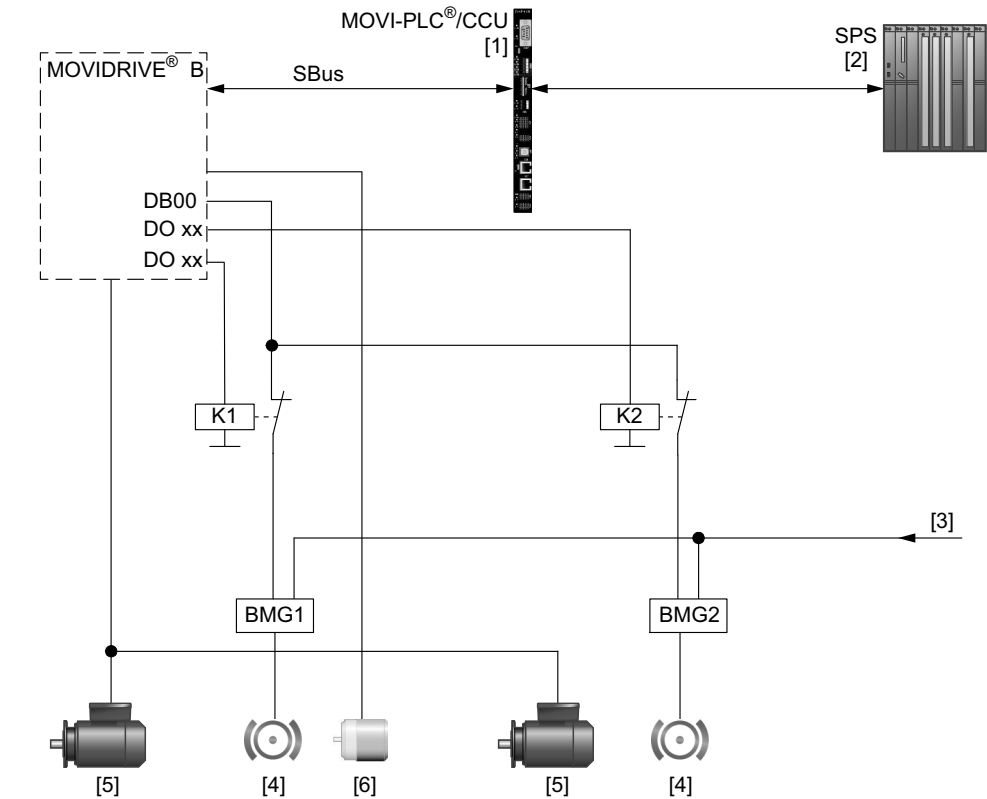 MOVI-PLC®/CCU
[1]
SPS
[2]
MOVIDRIVE® B
SBus
DB00
DO xx
DO xx
K1
K2
[3]
BMG1
BMG2
[5]
[4]
[6]
[5]
[4]